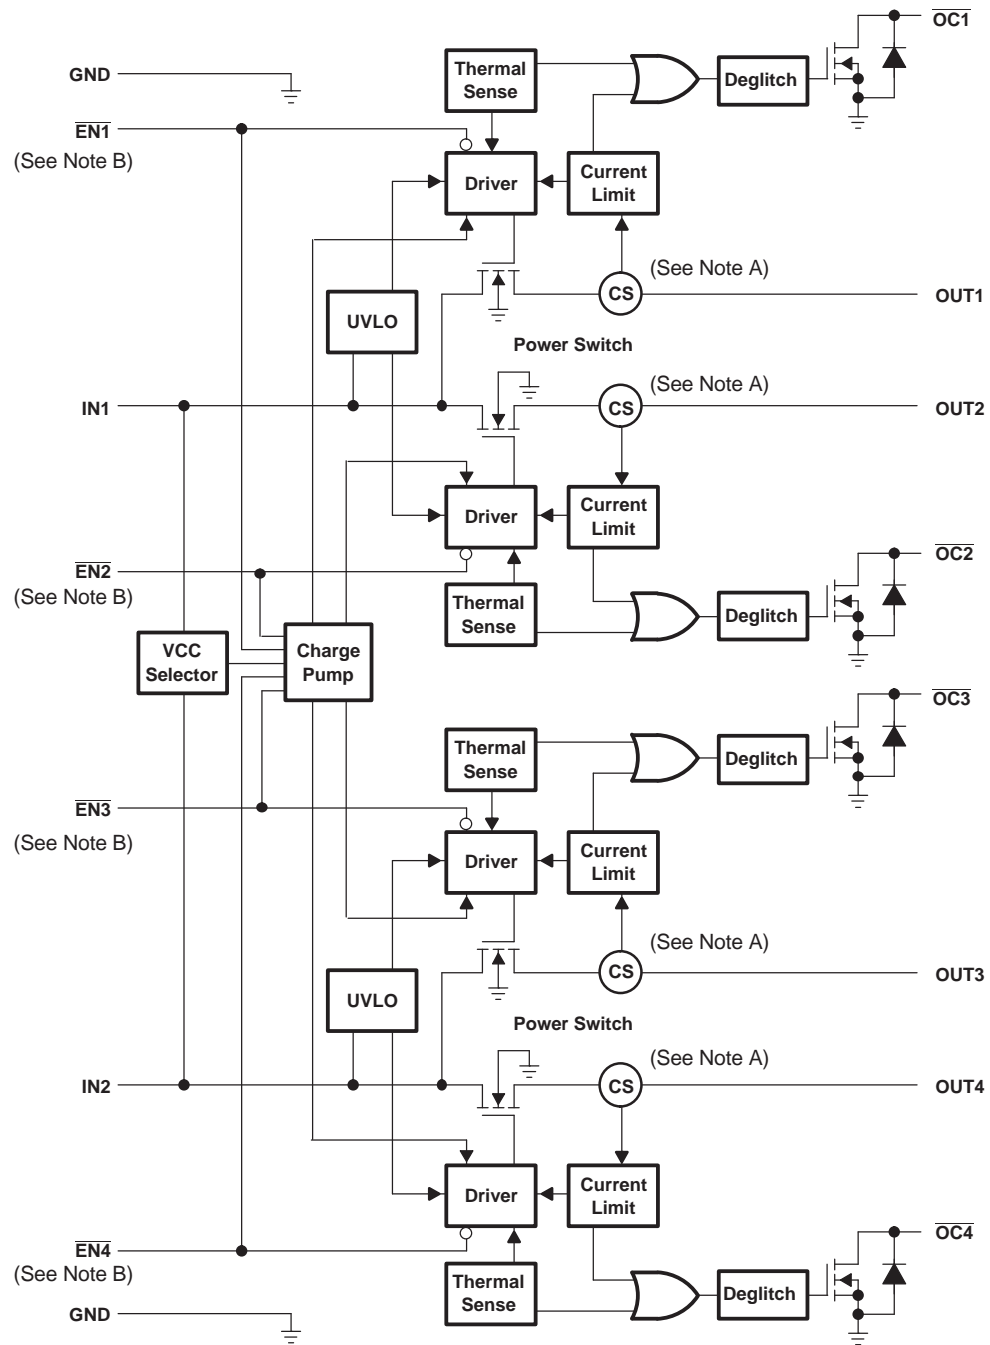 OC1
GND
Thermal
Sense
Deglitch
EN1
(See Note B)
Driver
Current
Limit
(See Note A)
CS
OUT1
UVLO
Power Switch
(See Note A)
IN1
CS
OUT2
Driver
Current
Limit
EN2
(See Note B)
OC2
Thermal
Sense
Deglitch
VCC
Selector
Charge
Pump
OC3
Thermal
Sense
Deglitch
EN3
(See Note B)
Driver
Current
Limit
(See Note A)
CS
OUT3
UVLO
Power Switch
(See Note A)
IN2
CS
OUT4
Driver
Current
Limit
EN4
(See Note B)
OC4
Thermal
Sense
Deglitch
GND